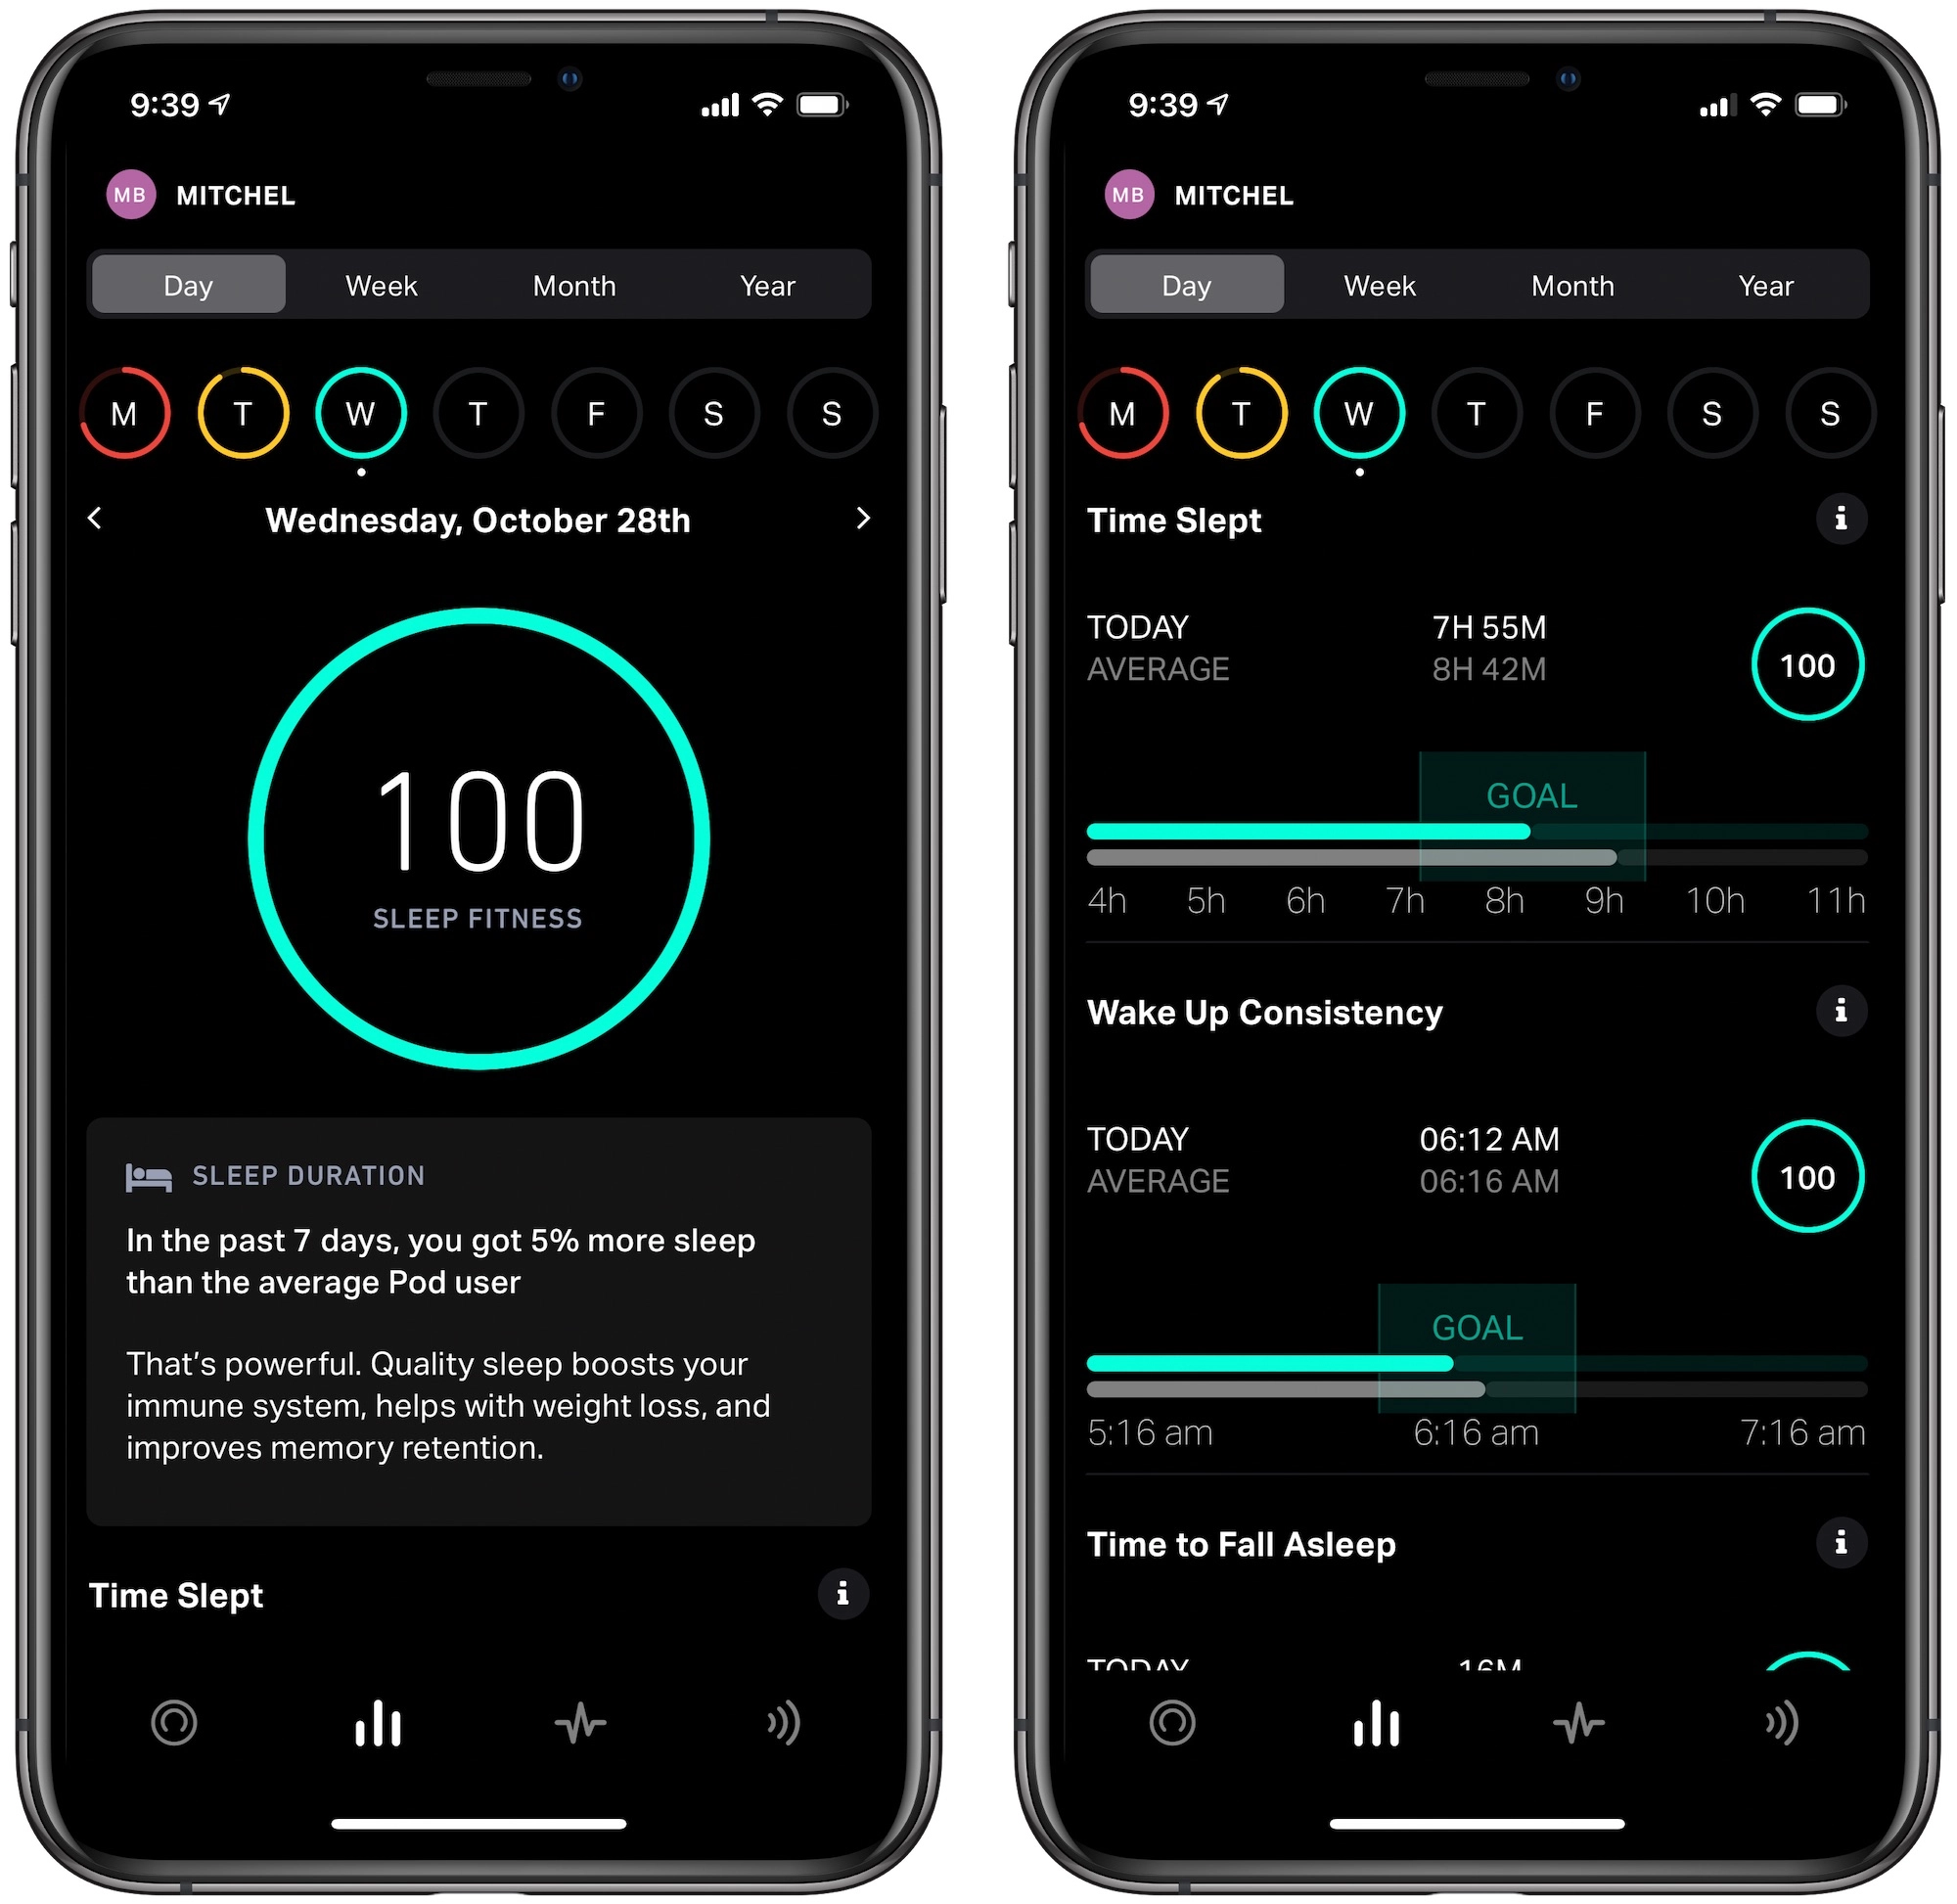 9:39
MB MITCHEL
Day Week Month Year
M T W T F S S
Wednesday, October 28th
100
SLEEP FITNESS
SLEEP DURATION
In the past 7 days, you got 5% more sleep
than the average Pod user
That's powerful. Quality sleep boosts your
immune system, helps with weight loss, and
improves memory retention.
Time Slept
9:39
MB MITCHEL
Day Week Month Year
M T W T F S S
Time Slept
TODAY 7H 55M
AVERAGE 8H 42M
100
GOAL
4h 5h 6h 7h 8h 9h 10h 11h
Wake Up Consistency
TODAY 06:12 AM
AVERAGE 06:16 AM
100
GOAL
5:16 am 6:16 am 7:16 am
Time to Fall Asleep
TODAY 16M